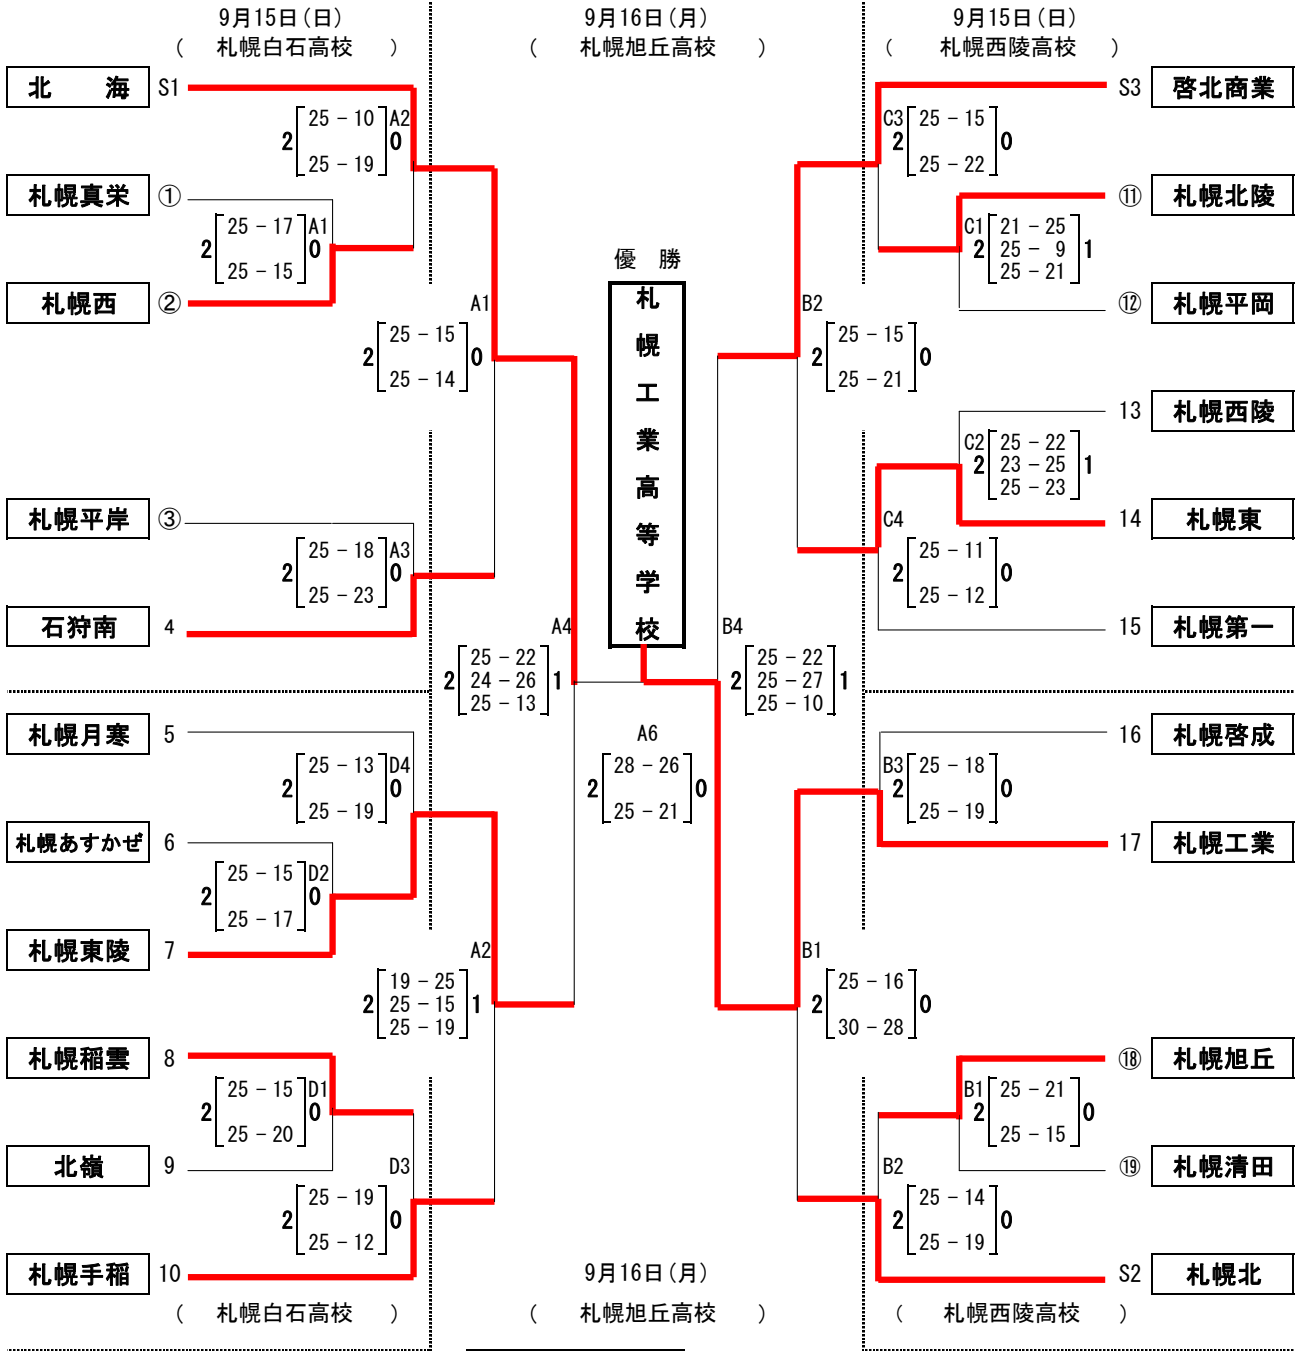 9月15日(日)
( 札幌白石高校 )
9月16日(月)
( 札幌旭丘高校 )
9月15日(日)
( 札幌西陵高校 )
北 海 S1
25 - 10 A2
2 0
25 - 19
札幌真栄 ①
25 - 17 A1
2 0
25 - 15
札幌西 ②
A1
25 - 15
2 0
25 - 14
札幌平岸 ③
25 - 18 A3
2 0
25 - 23
石狩南 4
A4
25 - 22
2 24 - 26 1
25 - 13
札幌月寒 5
25 - 13 D4
2 0
25 - 19
札幌あすかぜ 6
25 - 15 D2
2 0
25 - 17
札幌東陵 7
A2
19 - 25
2 25 - 15 1
25 - 19
札幌稲雲 8
25 - 15 D1
2 0
25 - 20
北嶺 9
D3
25 - 19
2 0
25 - 12
札幌手稲 10
( 札幌白石高校 )
優 勝
札幌工業高等学校
A6
28 - 26
2 0
25 - 21
9月16日(月)
( 札幌旭丘高校 )
S3 啓北商業
C3 25 - 15
2 0
25 - 22
⑪ 札幌北陵
C1 21 - 25
2 25 - 9 1
25 - 21
⑫ 札幌平岡
B2
25 - 15
2 0
25 - 21
13 札幌西陵
C2 25 - 22
2 23 - 25 1
25 - 23
14 札幌東
C4
25 - 11
2 0
25 - 12
15 札幌第一
B4
25 - 22
2 25 - 27 1
25 - 10
16 札幌啓成
B3 25 - 18
2 0
25 - 19
17 札幌工業
B1
25 - 16
2 0
30 - 28
⑱ 札幌旭丘
B1 25 - 21
2 0
25 - 15
⑲ 札幌清田
B2
25 - 14
2 0
25 - 19
S2 札幌北
( 札幌西陵高校 )